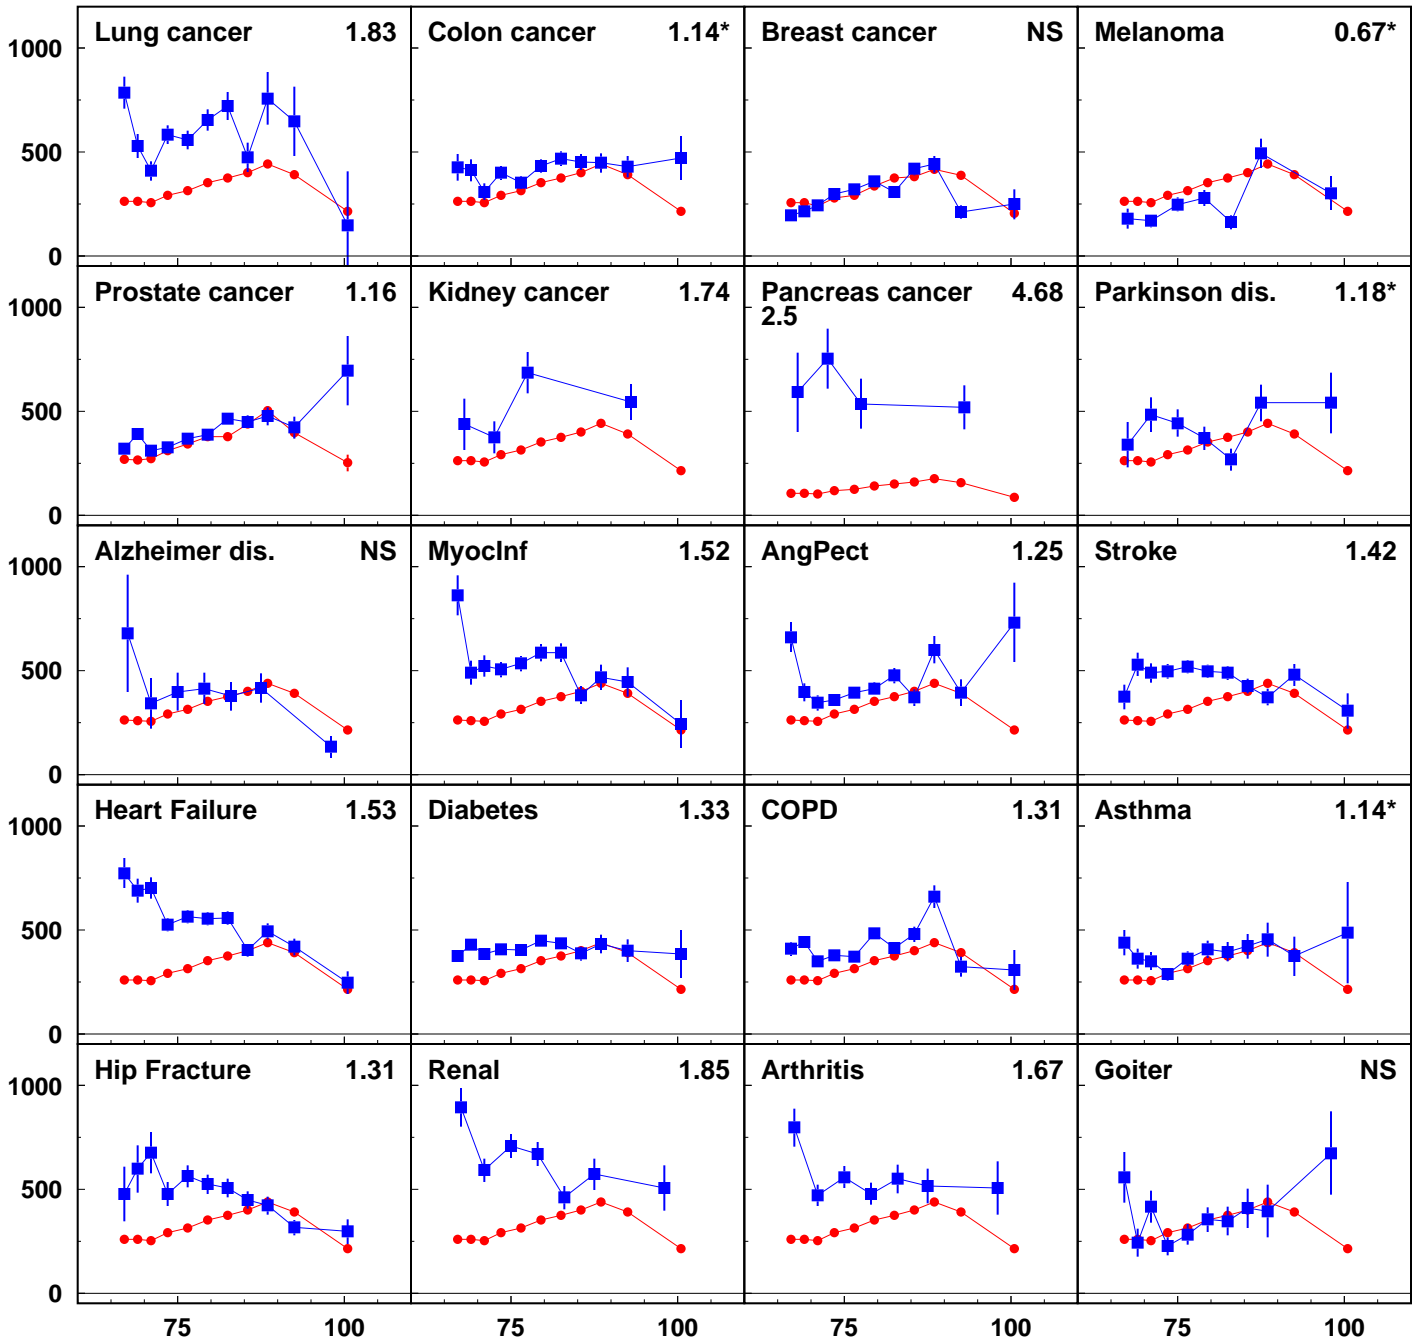 Lung cancer 1.83 Colon cancer 1.14* Breast cancer NS Melanoma 0.67*
1000
500
0
Prostate cancer 1.16 Kidney cancer 1.74 Pancreas cancer 4.68 Parkinson dis. 1.18*
2.5
1000
500
0
Alzheimer dis. NS MyocInf 1.52 AngPect 1.25 Stroke 1.42
1000
500
0
Heart Failure 1.53 Diabetes 1.33 COPD 1.31 Asthma 1.14*
1000
500
0
Hip Fracture 1.31 Renal 1.85 Arthritis 1.67 Goiter NS
1000
500
0
75 100 75 100 75 100 75 100